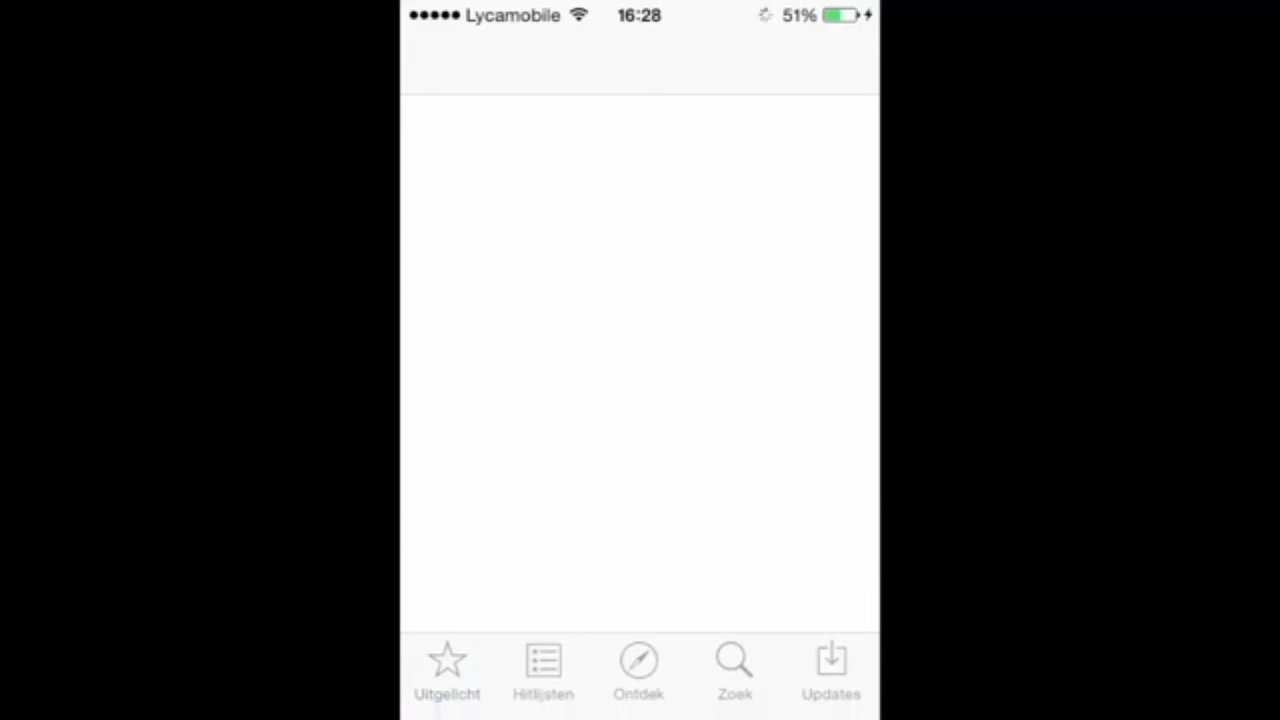 Lycamobile 16:28 51%
Uitgelicht Hitlijsten Ontdek Zoek Updates